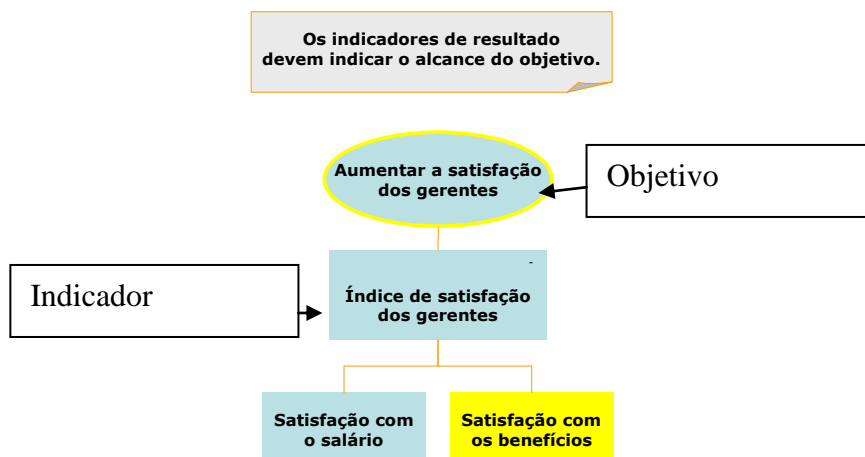 Os indicadores de resultado
devem indicar o alcance do objetivo.
Aumentar a satisfação
dos gerentes
Objetivo
Indicador
-
Índice de satisfação
dos gerentes
Satisfação com
o salário
Satisfação com
os benefícios